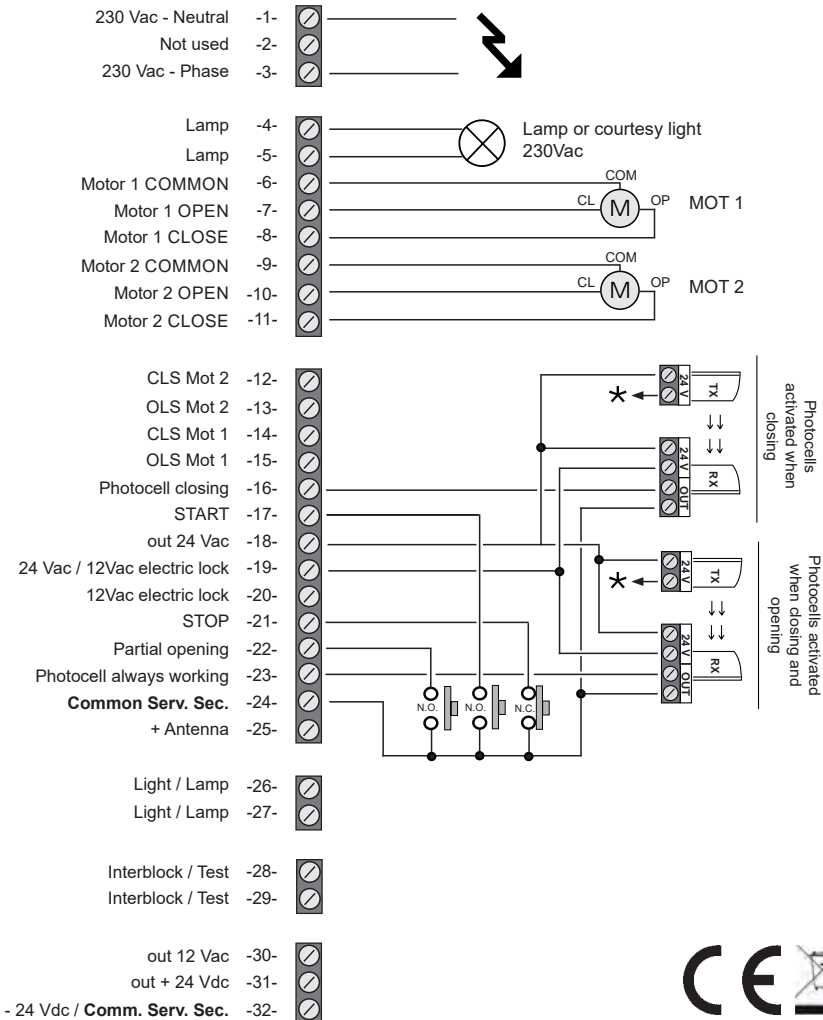 230 Vac - Neutral -1-
Not used -2-
230 Vac - Phase -3-
Lamp -4-
Lamp -5-
Lamp or courtesy light
230Vac
Motor 1 COMMON -6-
Motor 1 OPEN -7-
Motor 1 CLOSE -8-
COM
CL M OP MOT 1
Motor 2 COMMON -9-
Motor 2 OPEN -10-
Motor 2 CLOSE -11-
COM
CL M OP MOT 2
CLS Mot 2 -12-
OLS Mot 2 -13-
CLS Mot 1 -14-
OLS Mot 1 -15-
Photocell closing -16-
START -17-
out 24 Vac -18-
24 Vac / 12Vac electric lock -19-
12Vac electric lock -20-
STOP -21-
Partial opening -22-
Photocell always working -23-
Common Serv. Sec. -24-
+ Antenna -25-
N.O. N.O. N.C.
24 V TX
24 V OUT RX
Photocells
activated when
closing
24 V TX
24 V OUT RX
Photocells activated
when closing and
opening
Light / Lamp -26-
Light / Lamp -27-
Interblock / Test -28-
Interblock / Test -29-
out 12 Vac -30-
out + 24 Vdc -31-
- 24 Vdc / Comm. Serv. Sec. -32-
CE